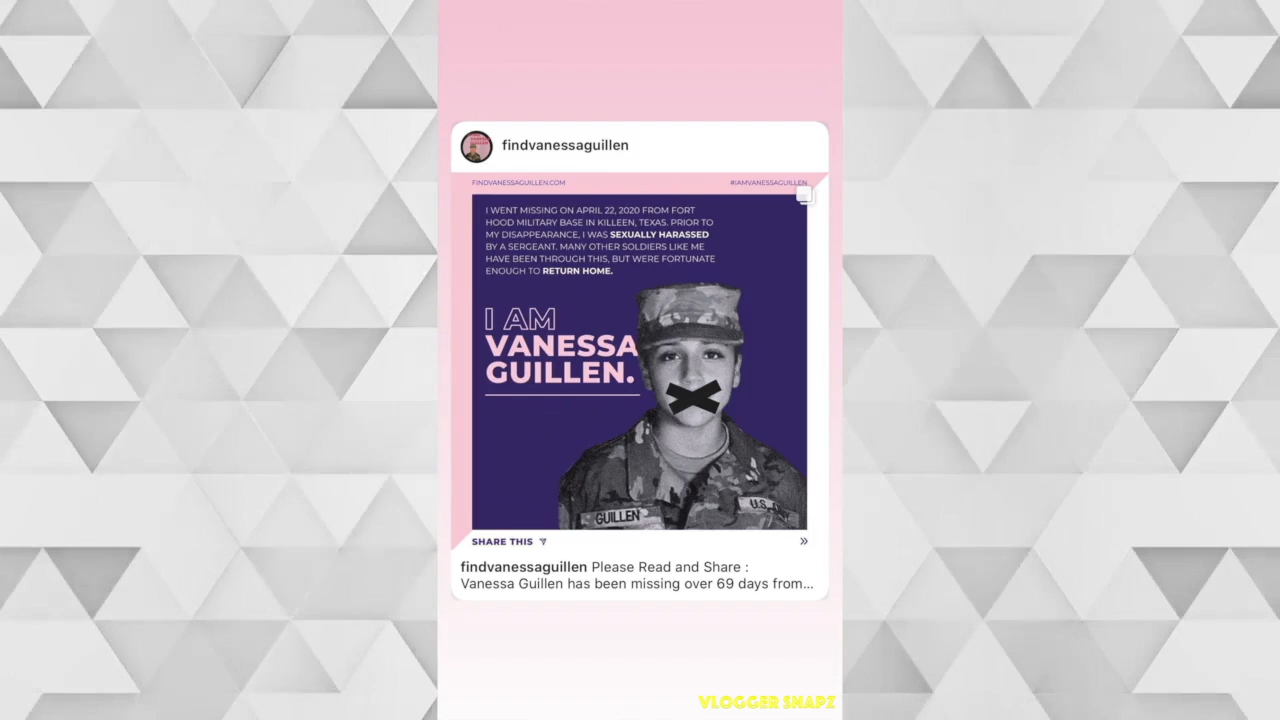 findvanessaguillen
FINDVANESSAGUILLEN.COM
#IAMVANESSAGUILLEN
I WENT MISSING ON APRIL 22, 2020 FROM FORT
HOOD MILITARY BASE IN KILLEEN, TEXAS. PRIOR TO
MY DISAPPEARANCE, I WAS SEXUALLY HARASSED
BY A SERGEANT. MANY OTHER SOLDIERS LIKE ME
HAVE BEEN THROUGH THIS, BUT WERE FORTUNATE
ENOUGH TO RETURN HOME.
I AM
VANESSA
GUILLEN.
GUILLEN
U.S.
SHARE THIS
findvanessaguillen Please Read and Share :
Vanessa Guillen has been missing over 69 days from...
VLOGGER SNAPZ